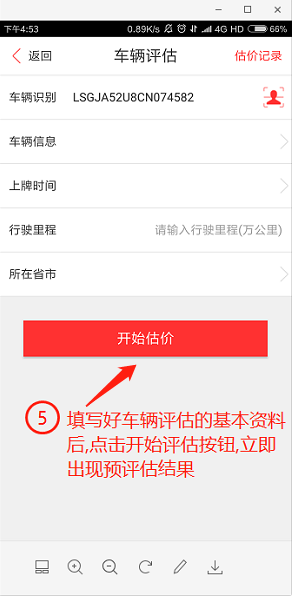 下午4:53 0.89K/s 4G HD 66%
返回 车辆评估 估价记录
车辆识别 LSGJA52U8CN074582
车辆信息
上牌时间
行驶里程 请输入行驶里程(万公里)
所在省市
开始估价
5 填写好车辆评估的基本资料
后,点击开始评估按钮,立即
出现预评估结果